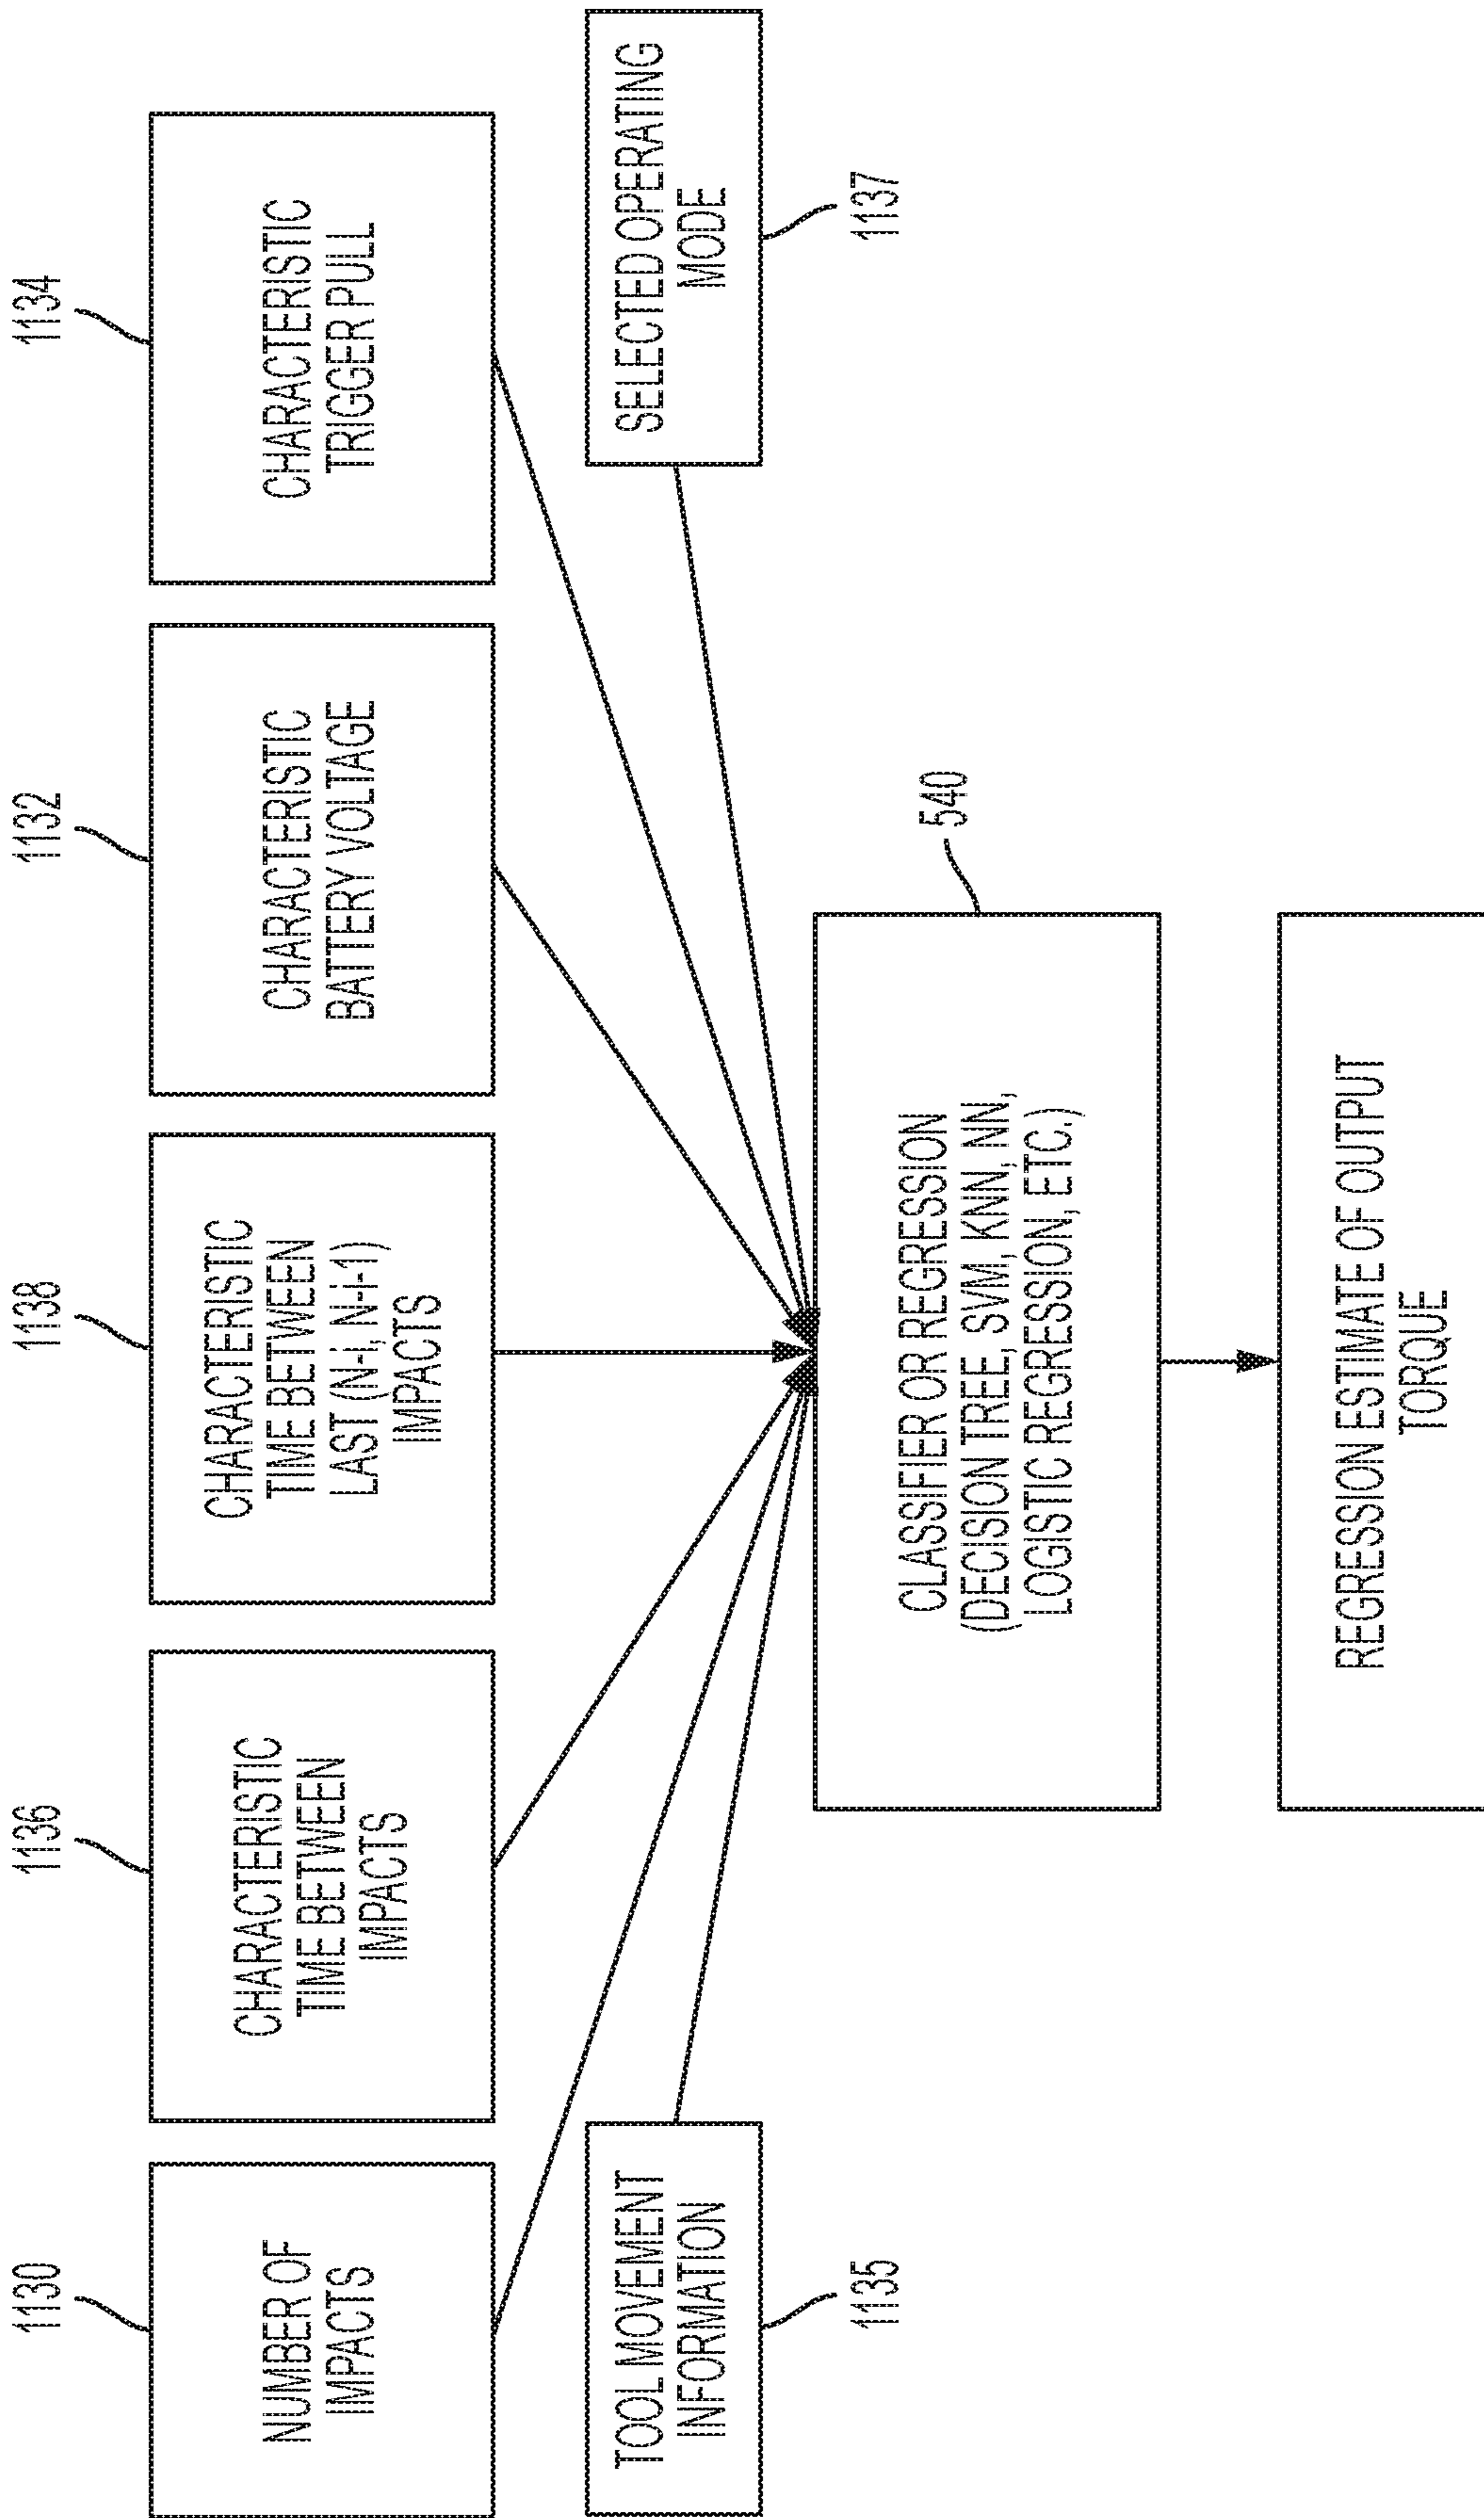 1130
NUMBER OF
IMPACTS
1136
CHARACTERISTIC
TIME BETWEEN
IMPACTS
1138
CHARACTERISTIC
TIME BETWEEN
LAST (N-i, N-i-1)
IMPACTS
1132
CHARACTERISTIC
BATTERY VOLTAGE
1134
CHARACTERISTIC
TRIGGER PULL
TOOL MOVEMENT
INFORMATION
1135
SELECTED OPERATING
MODE
1137
540
CLASSIFIER OR REGRESSION
(DECISION TREE, SVM, KNN, NN,
LOGISTIC REGRESSION, ETC.)
REGRESSION ESTIMATE OF OUTPUT
TORQUE